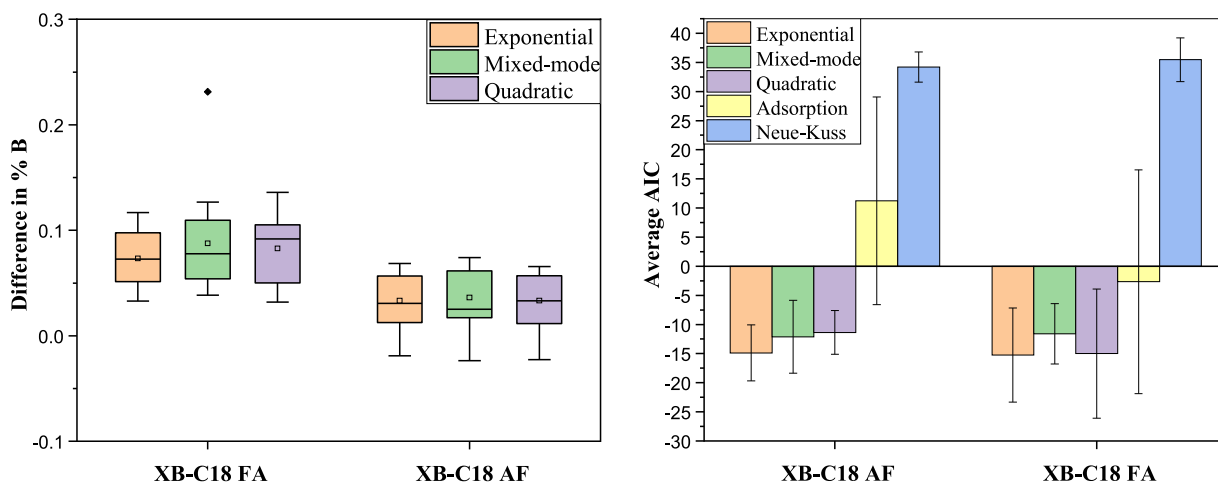 Difference in % B
0.3
0.2
0.1
0.0
-0.1
Exponential
Mixed-mode
Quadratic
XB-C18 FA
XB-C18 AF
Average AIC
40
35
30
25
20
15
10
5
0
-5
-10
-15
-20
-25
-30
Exponential
Mixed-mode
Quadratic
Adsorption
Neue-Kuss
XB-C18 AF
XB-C18 FA